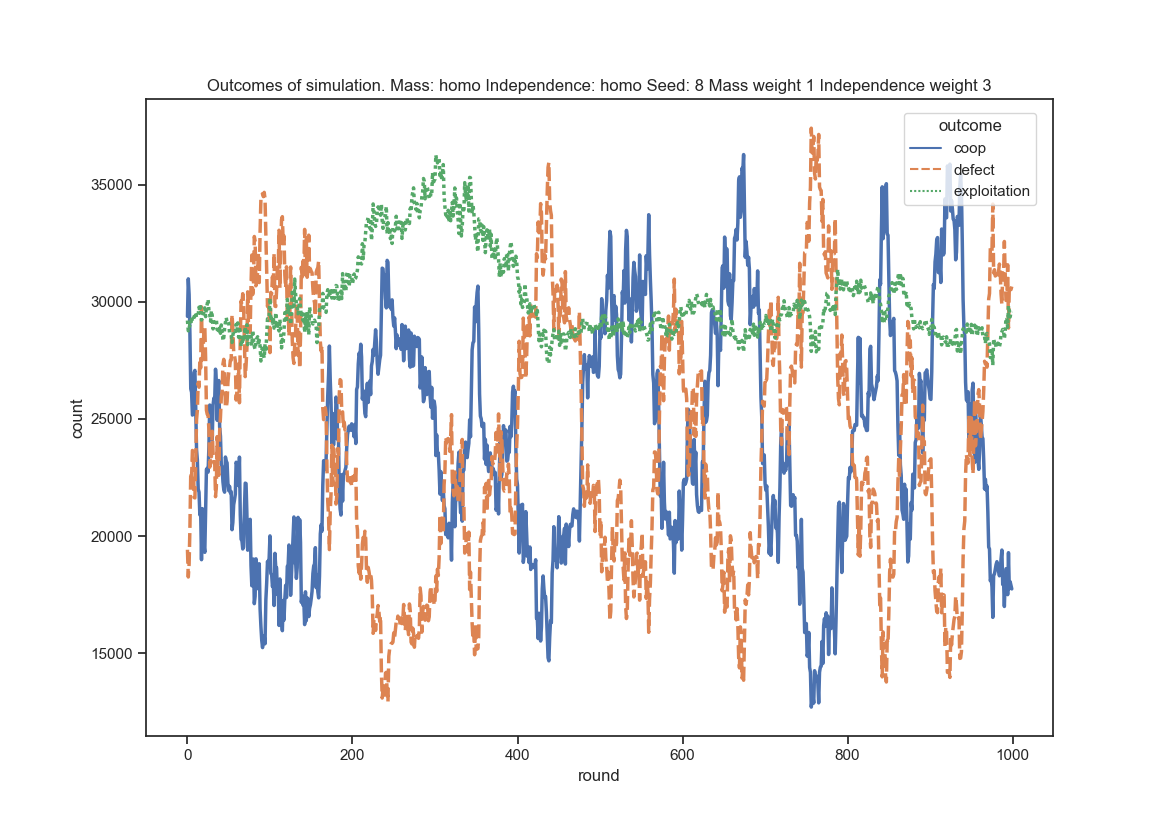 Outcomes of simulation. Mass: homo Independence: homo Seed: 8 Mass weight 1 Independence weight 3
outcome
coop
defect
exploitation
35000
30000
25000
20000
15000
count
0
200
400
600
800
1000
round